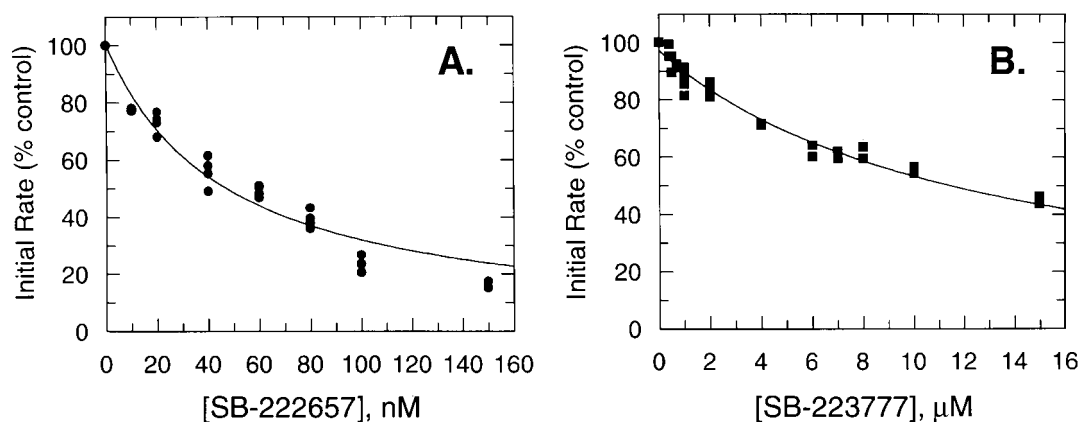 A.
Initial Rate (% control)
100
80
60
40
20
0
0 20 40 60 80 100 120 140 160
[SB-222657], nM
B.
Initial Rate (% control)
100
80
60
40
20
0
0 2 4 6 8 10 12 14 16
[SB-223777], μM